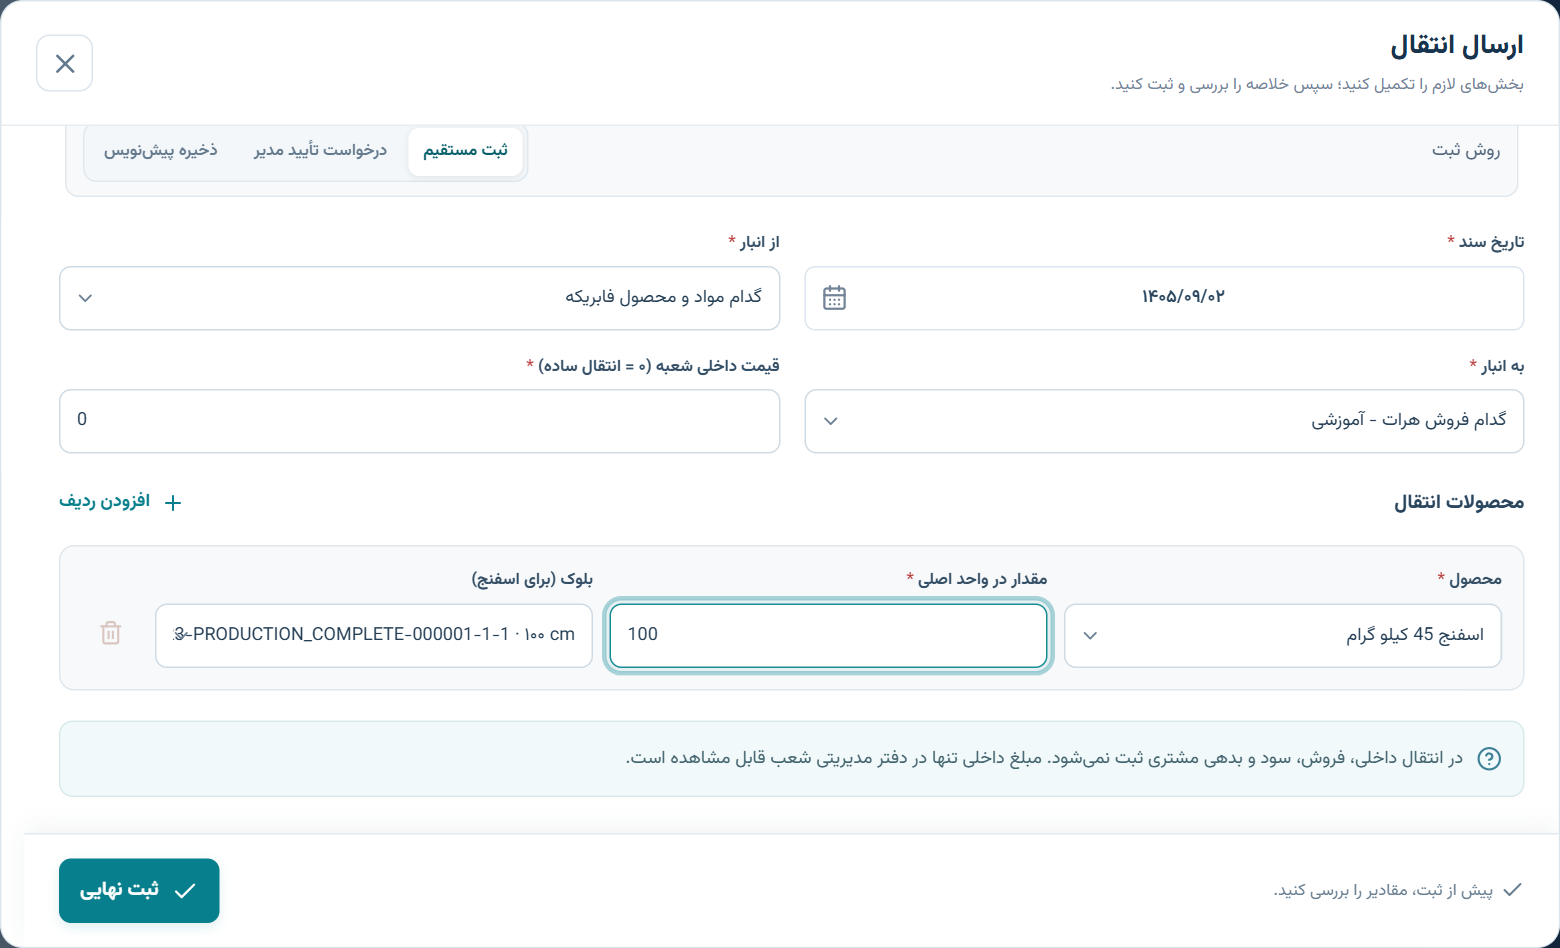 ارسال انتقال
بخش‌های لازم را تکمیل کنید؛ سپس خلاصه را بررسی و ثبت کنید.
روش ثبت
ثبت مستقیم
درخواست تأیید مدیر
ذخیره پیش‌نویس
تاریخ سند *
۱۴۰۵/۰۹/۰۲
از انبار *
گدام مواد و محصول فابریکه
به انبار *
گدام فروش هرات - آموزشی
قیمت داخلی شعبه (۰ = انتقال ساده) *
0
محصولات انتقال
افزودن ردیف
محصول *
اسفنج 45 کیلو گرام
مقدار در واحد اصلی *
100
بلوک (برای اسفنج)
3-PRODUCTION_COMPLETE-000001-1-1 · ۱۰۰ cm
در انتقال داخلی، فروش، سود و بدهی مشتری ثبت نمی‌شود. مبلغ داخلی تنها در دفتر مدیریتی شعب قابل مشاهده است.
پیش از ثبت، مقادیر را بررسی کنید.
ثبت نهایی